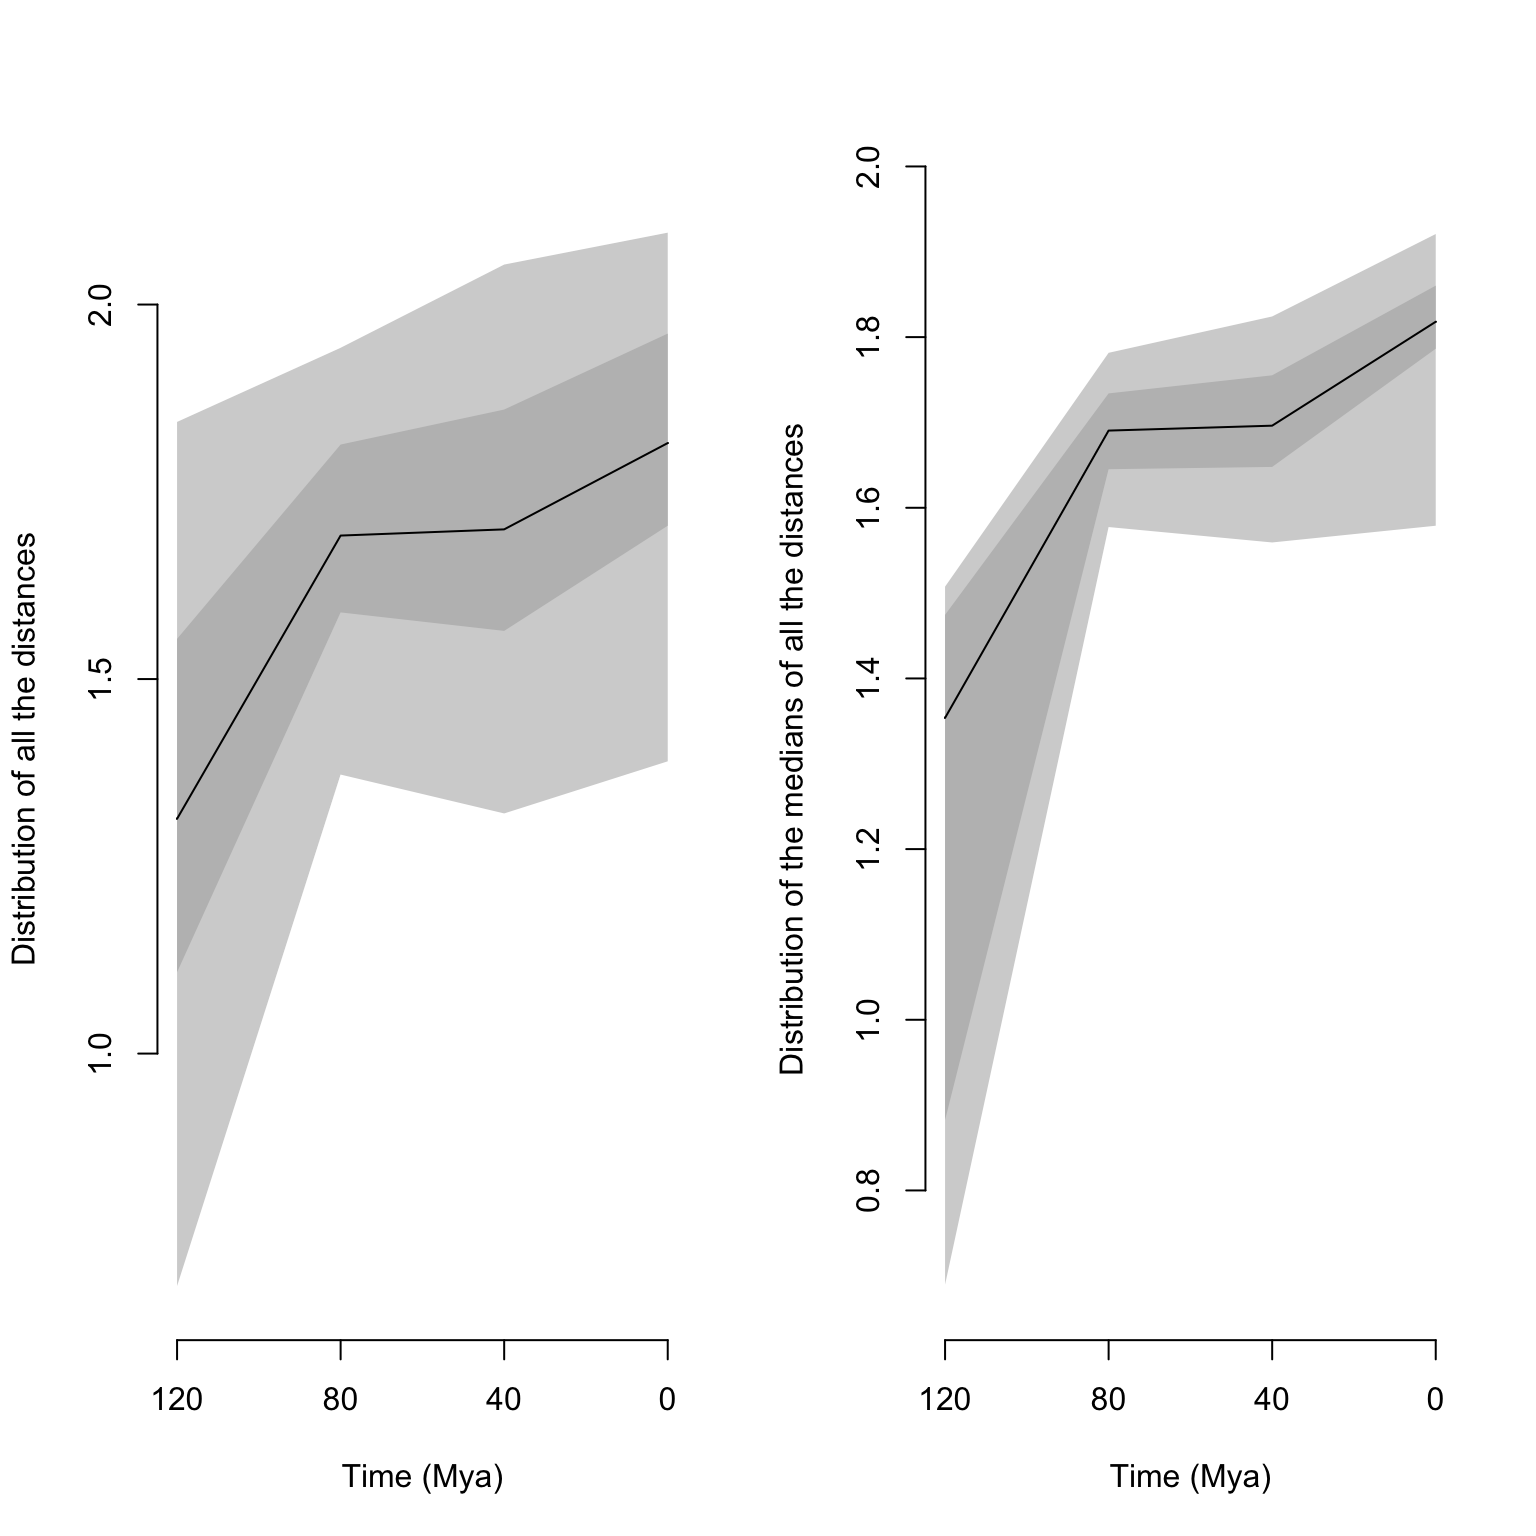 Distribution of all the distances
2.0
1.5
1.0
120 80 40 0
Time (Mya)
Distribution of the medians of all the distances
2.0
1.8
1.6
1.4
1.2
1.0
0.8
120 80 40 0
Time (Mya)